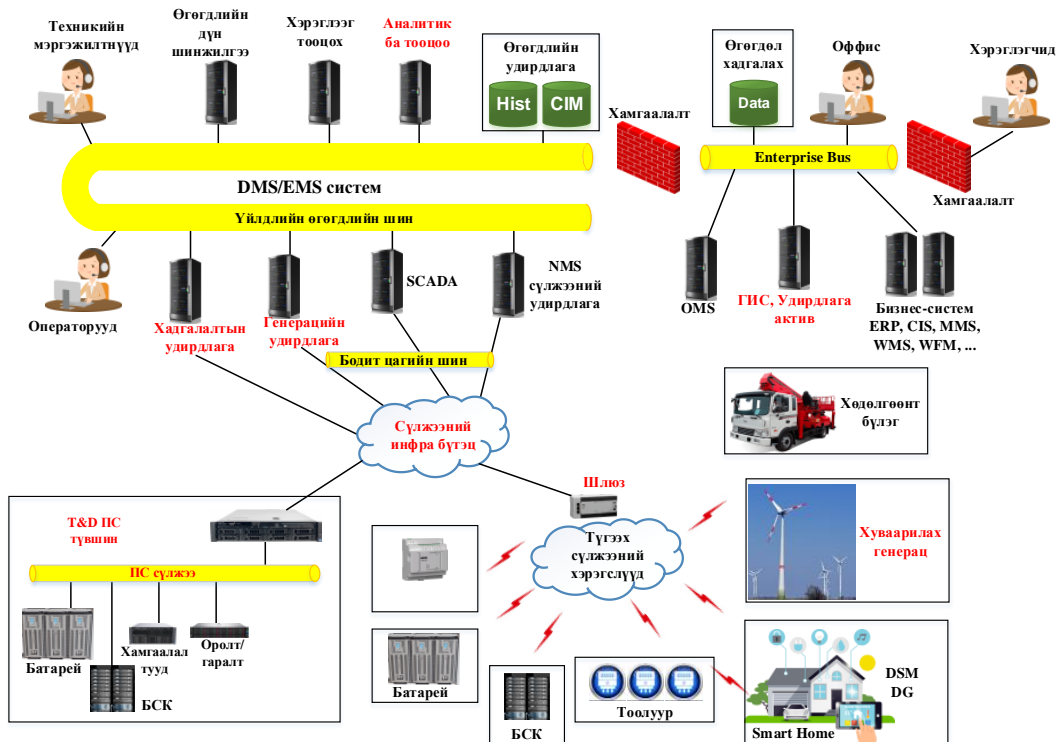 Техникийн
мэргэжилтнүүд
Өгөгдлийн
дүн
шинжилгээ
Хэрэглээг
тооцох
Аналитик
ба тооцоо
Өгөгдлийн
удирдлага
Hist
CIM
Хамгаалалт
Өгөгдөл
хадгалах
Data
Оффис
Хэрэглэгчид
Enterprise Bus
Хамгаалалт
DMS/EMS систем
Үйлдлийн өгөгдлийн шин
Операторууд
Хадгалалтын
удирдлага
Генерацийн
удирдлага
SCADA
NMS
сүлжээний
удирдлага
OMS
ГИС, Удирдлага
актив
Бизнес-систем
ERP, CIS, MMS,
WMS, WFM, ...
Бодит цагийн шин
Сүлжээний
инфра бүтэц
Хөдөлгөөнт
бүлэг
Шлюз
T&D ПС
түвшин
ПС сүлжээ
Батарей
Хамгаалал
тууд
Оролт/
гаралт
БСК
Түгээх
сүлжээний
хэрэгслүүд
Хуваарилах
генерац
Батарей
БСК
Тоолуур
DSM
DG
Smart Home